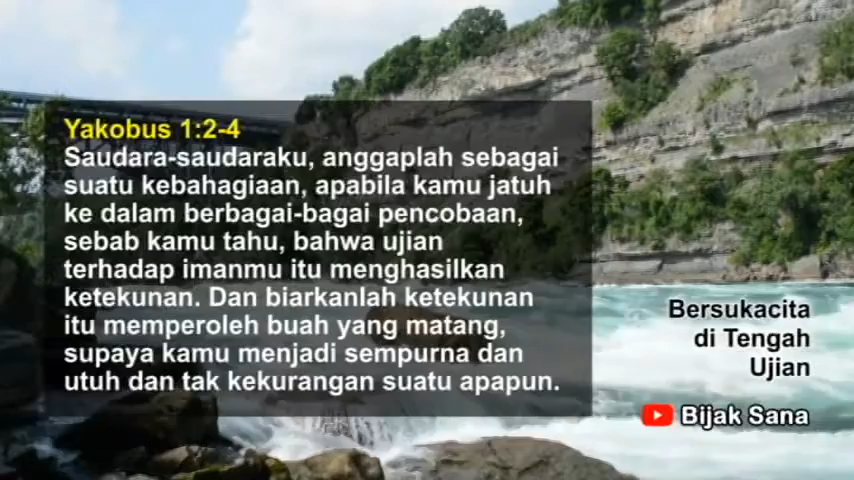 Yakobus 1:2-4
Saudara-saudaraku, anggaplah sebagai
suatu kebahagiaan, apabila kamu jatuh
ke dalam berbagai-bagai pencobaan,
sebab kamu tahu, bahwa ujian
terhadap imanmu itu menghasilkan
ketekunan. Dan biarkanlah ketekunan
itu memperoleh buah yang matang,
supaya kamu menjadi sempurna dan
utuh dan tak kekurangan suatu apapun.
Bersukacita
di Tengah
Ujian
Bijak Sana